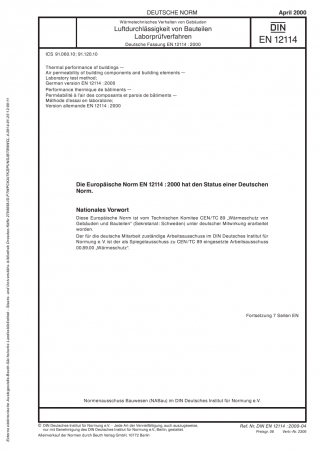 DEUTSCHE NORM
April 2000
Wärmetechnisches Verhalten von Gebäuden
Luftdurchlässigkeit von Bauteilen
Laborprüfverfahren
Deutsche Fassung EN 12114 : 2000
DIN
EN 12114
ICS 91.060.10; 91.120.10
Thermal performance of buildings —
Air permeability of building components and building elements —
Laboratory test method;
German version EN 12114 : 2000
Performance thermique de bâtiments —
Perméabilité à l'air des composants et parois de bâtiments —
Méthode d'essai en laboratoire;
Version allemande EN 12114 : 2000
Die Europäische Norm EN 12114 : 2000 hat den Status einer Deutschen
Norm.
Nationales Vorwort
Diese Europäische Norm ist vom Technischen Komitee CEN/TC 89 „Wärmeschutz von
Gebäuden und Bauteilen“ (Sekretariat: Schweden) unter deutscher Mitwirkung erarbeitet
worden.
Der für die deutsche Mitarbeit zuständige Arbeitsausschuss im DIN Deutsches Institut für
Normung e.V. ist der als Spiegelausschuss zu CEN/TC 89 eingesetzte Arbeitsausschuss
00.89.00 „Wärmeschutz“.
Fortsetzung 7 Seiten EN
Normenausschuss Bauwesen (NABau) im DIN Deutsches Institut für Normung e.V.
© DIN Deutsches Institut für Normung e.V. · Jede Art der Vervielfältigung, auch auszugsweise,
nur mit Genehmigung des DIN Deutsches Institut für Normung e.V., Berlin, gestattet.
Alleinverkauf der Normen durch Beuth Verlag GmbH, 10772 Berlin
Ref. Nr. DIN EN 12114 : 2000-04
Preisgr. 08 Vertr.-Nr. 2308